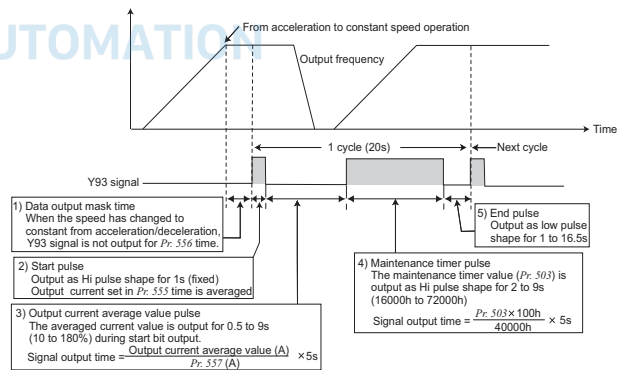 UTOMATION
From acceleration to constant speed operation
Output frequency
Time
1 cycle (20s)
Next cycle
Y93 signal
1) Data output mask time
When the speed has changed to
constant from acceleration/deceleration,
Y93 signal is not output for Pr. 556 time.
2) Start pulse
Output as Hi pulse shape for 1s (fixed)
Output current set in Pr. 555 time is averaged
3) Output current average value pulse
The averaged current value is output for 0.5 to 9s
(10 to 180%) during start bit output.
Signal output time = Output current average value (A) / Pr. 557 (A) × 5s
4) Maintenance timer pulse
The maintenance timer value (Pr. 503) is
output as Hi pulse shape for 2 to 9s
(16000h to 72000h)
Signal output time = Pr. 503×100h / 40000h × 5s
5) End pulse
Output as low pulse
shape for 1 to 16.5s